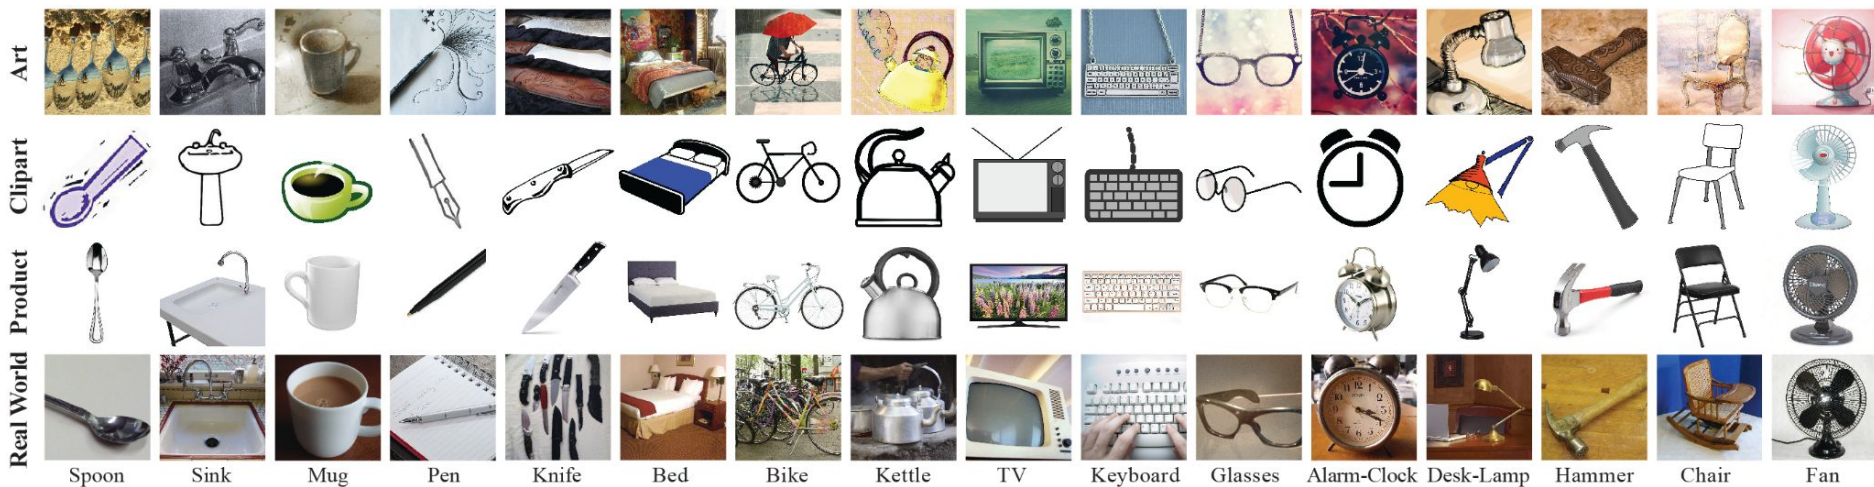 Art
Clipart
Product
Real World
Spoon Sink Mug Pen Knife Bed Bike Kettle TV Keyboard Glasses Alarm-Clock Desk-Lamp Hammer Chair Fan